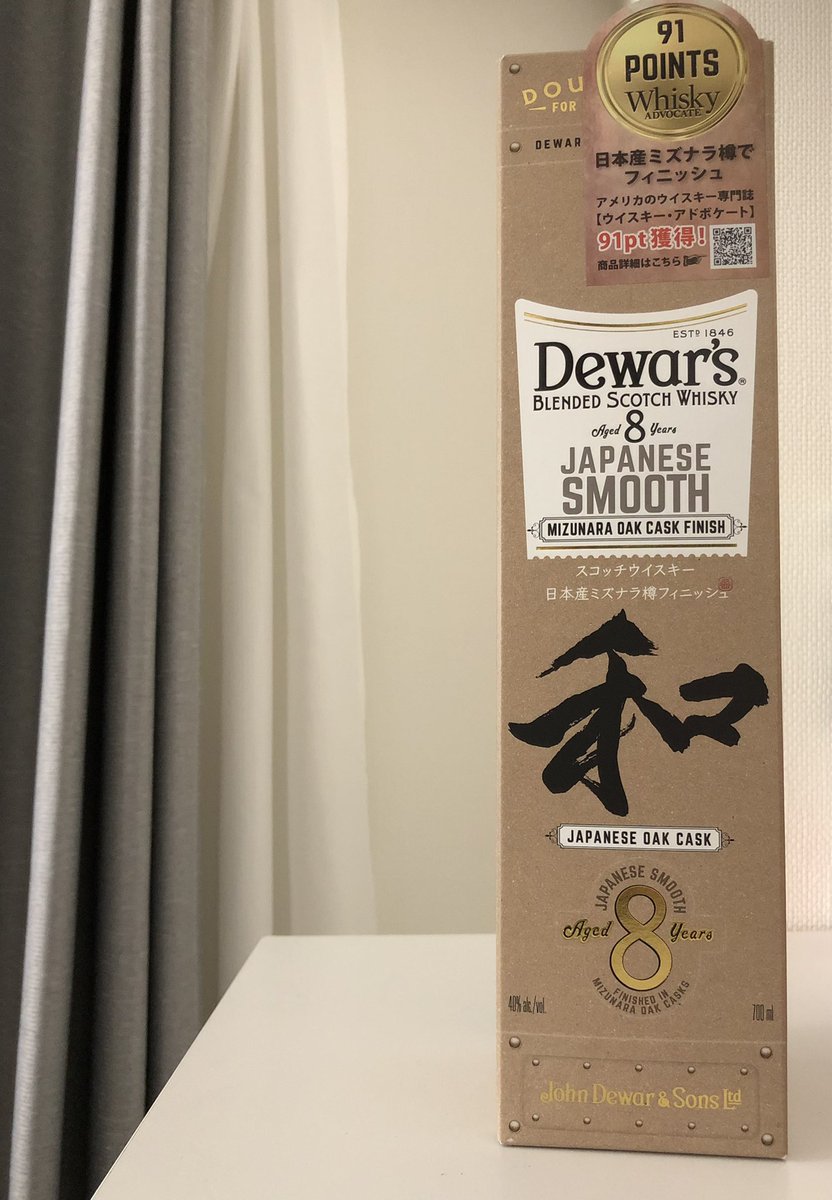 91
POINTS
Whisky
ADVOCATE
日本産ミズナラ樽で
フィニッシュ
アメリカのウイスキー専門誌
【ウイスキー・アドボケート】
91pt 獲得!
商品詳細はこちら
DOU
FOR
DEWAR
ESTD 1846
Dewar's®
BLENDED SCOTCH WHISKY
Aged 8 Years
JAPANESE
SMOOTH
MIZUNARA OAK CASK FINISH
スコッチウイスキー
日本産ミズナラ樽フィニッシュ
和
JAPANESE OAK CASK
JAPANESE SMOOTH
Aged 8 Years
FINISHED IN
MIZUNARA OAK CASKS
40% alc./vol.
700 ml
John Dewar & Sons Ltd